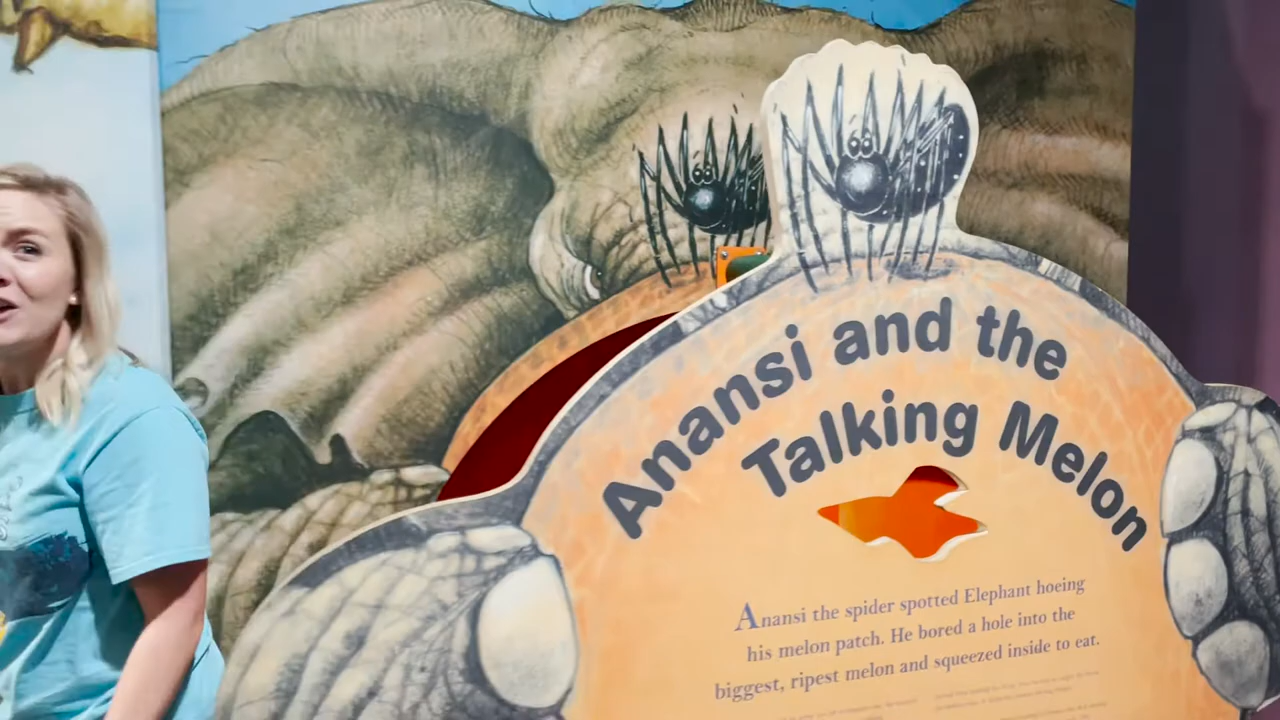 Anansi and the
Talking Melon
Anansi the spider spotted Elephant hoeing
his melon patch. He bored a hole into the
biggest, ripest melon and squeezed inside to eat.